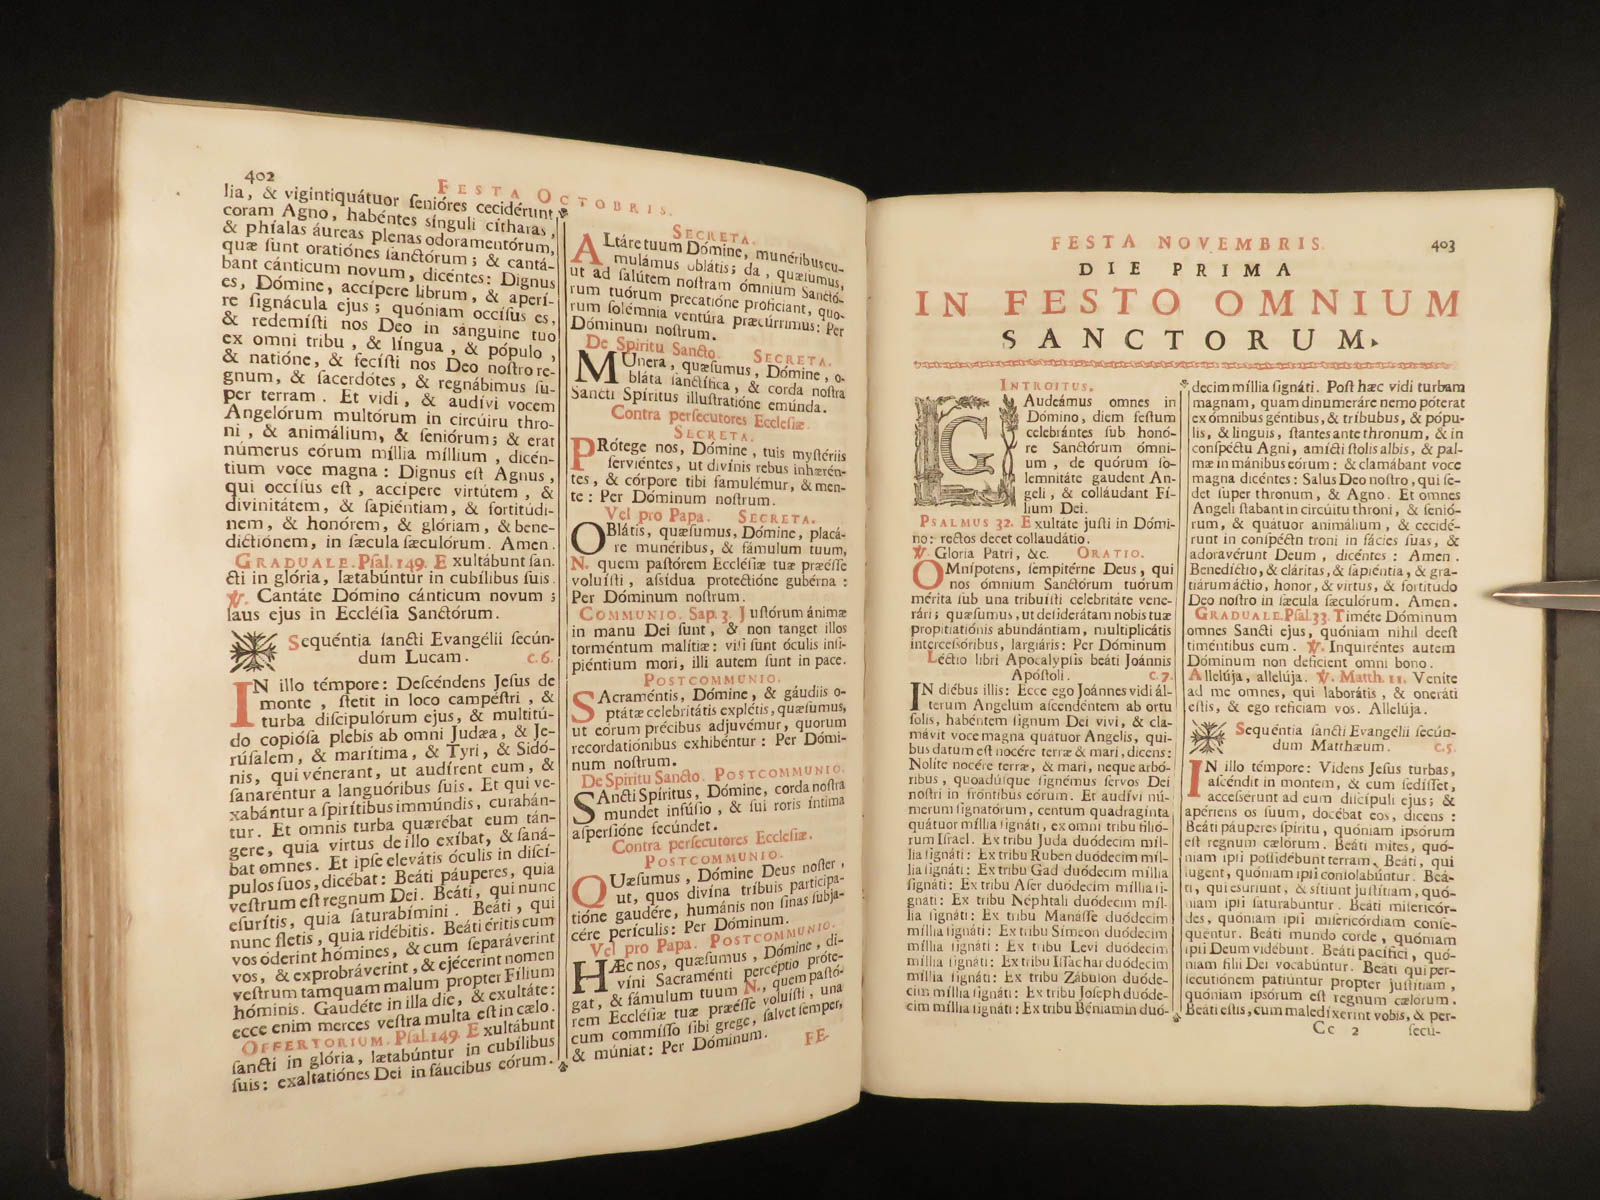 402
FESTA OCTOBRIS.
lia, & vigintiquátuor ſenióres cecidérunt
coram Agno, habéntes sínguli cítharas,
& phíalas áureas plenas odoramentórum,
quæ ſunt oratiónes ſanctórum; & cantá-
bant cánticum novum, dicéntes: Dignus
es, Dómine, accípere librum, & aperí-
re ſignácula ejus; quóniam occíſus es,
& redemíſti nos Deo in sánguine tuo
ex omni tribu, & língua, & pópulo,
& natióne, & feciſti nos Deo noſtro re-
gnum, & ſacerdótes, & regnábimus ſu-
per terram. Et vidi, & audívi vocem
Angelórum multórum in circúiru thro-
ni, & animálium, & ſeniórum; & erat
númerus eórum míllia míllium, dicén-
tium voce magna: Dignus eſt Agnus,
qui occíſus eſt, accípere virtútem, &
divinitátem, & ſapiéntiam, & fortitúdi-
nem, & honórem, & glóriam, & bene-
dictiónem, in ſæcula ſæculórum. Amen.
GRADUALE. Pſal. 149. Exultábunt ſan-
cti in glória, lætabúntur in cubílibus ſuis.
℣. Cantáte Dómino cánticum novum;
laus ejus in Eccléſia Sanctórum.
Sequéntia ſancti Evangélii ſecún-
dum Lucam. c. 6.
IN illo témpore: Deſcéndens Jeſus de
monte, ſtetit in loco campéſtri, &
turba diſcipulórum ejus, & multitú-
do copióſa plebis ab omni Judæa, & Je-
rúſalem, & marítima, & Tyri, & Sidó-
nis, qui vénerant, ut audírent eum, &
ſanaréntur a languóribus ſuis. Et qui ve-
xabántur a ſpirítibus immúndis, curabán-
tur. Et omnis turba quærébat eum tán-
gere, quia virtus de illo exíbat, & ſaná-
bat omnes. Et ipſe elevátis óculis in diſcí-
pulos ſuos, dicébat: Beáti páuperes, quia
veſtrum eſt regnum Dei. Beáti, qui nunc
eſurítis, quia ſaturabímini. Beáti, qui
nunc fletis, quia ridébitis. Beáti éritis cum
vos óderint hómines, & cum ſeparáverint
vos, & exprobráverint, & ejécerint nomen
veſtrum tamquam malum propter Fílium
hóminis. Gaudéte in illa die, & exultáte:
ecce enim merces veſtra multa eſt in cælo.
OFFERTORIUM. Pſal. 149. Exultábunt
ſancti in glória, lætabúntur in cubílibus
ſuis: exaltatiónes Dei in fáucibus eórum.
SECRETA.
ALtáre tuum Dómine, munéribus cu-
mulámus oblátis; da, quæſumus,
ut ad ſalútem noſtram ómnium Sanctó-
rum tuórum precatióne profíciant, quo-
rum ſolémnia ventúra præcúrrimus: Per
Dóminum noſtrum.
De Spiritu Sancto. SECRETA.
MUnera, quæſumus, Dómine, o-
bláta ſanctífica, & corda noſtra
Sancti Spíritus illuſtratióne emúnda.
Contra perſecutores Eccleſiæ.
SECRETA.
PRótege nos, Dómine, tuis myſtériis
ſerviéntes, ut divínis rebus inhærén-
tes, & córpore tibi famulémur, & men-
te: Per Dóminum noſtrum.
Vel pro Papa. SECRETA.
OBlátis, quæſumus, Dómine, placá-
re munéribus, & fámulum tuum,
N. quem paſtórem Eccléſiæ tuæ præéſſe
voluíſti, aſſídua protectióne gubérna:
Per Dóminum noſtrum.
COMMUNIO. Sap. 3. Juſtórum ánimæ
in manu Dei ſunt, & non tanget illos
torméntum malítiæ: viſi ſunt óculis inſi-
piéntium mori, illi autem ſunt in pace.
POSTCOMMUNIO.
SAcraméntis, Dómine, & gáudiis o-
ptátæ celebritátis explétis, quæſumus,
ut eórum précibus adjuvémur, quorum
recordatiónibus exhibéntur: Per Dómi-
num noſtrum.
De Spiritu Sancto. POSTCOMMUNIO.
SAncti Spíritus, Dómine, corda noſtra
mundet infúſio, & ſui roris íntima
aſperſióne fecúndet.
Contra perſecutores Eccleſiæ.
POSTCOMMUNIO.
QUæſumus, Dómine Deus noſter,
ut, quos divína tríbuis participa-
tióne gaudére, humánis non ſinas ſubja-
cére perículis: Per Dóminum.
Vel pro Papa. POSTCOMMUNIO.
HÆc nos, quæſumus, Dómine, di-
víni Sacraménti percéptio próte-
gat, & fámulum tuum N., quem paſtó-
rem Eccléſiæ tuæ præéſſe voluíſti, una
cum commíſſo ſibi grege, ſalvet ſemper,
& múniat: Per Dóminum.
FE-
FESTA NOVEMBRIS. 403
DIE PRIMA
IN FESTO OMNIUM
SANCTORUM.
INTROITUS.
GAudeámus omnes in
Dómino, diem feſtum
celebrántes ſub honó-
re Sanctórum ómni-
um, de quórum ſo-
lemnitáte gaudent An-
geli, & colláudant Fí-
lium Dei.
PSALMUS 32. Exultáte juſti in Dómi-
no: rectos decet collaudátio.
℣. Gloria Patri, &c. ORATIO.
OMnípotens, ſempitérne Deus, qui
nos ómnium Sanctórum tuórum
mérita ſub una tribuíſti celebritáte vene-
rári; quæſumus, ut deſiderátam nobis tuæ
propitiatiónis abundántiam, multiplicátis
interceſſóribus, largiáris: Per Dóminum
Léctio libri Apocalypſis beáti Joánnis
Apóſtoli. c. 7.
IN diébus illis: Ecce ego Joánnes vidi ál-
terum Angelum aſcendéntem ab ortu
ſolis, habéntem ſignum Dei vivi, & cla-
mávit voce magna quátuor Angelis, qui-
bus datum eſt nocére terræ & mari, dicens:
Nolíte nocére terræ, & mari, neque arbó-
ribus, quoadúſque ſignémus ſervos Dei
noſtri in fróntibus eórum. Et audívi nú-
merum ſignatórum, centum quadragínta
quátuor míllia ſignáti, ex omni tribu filió-
rum Iſrael. Ex tribu Juda duódecim míl-
lia ſignáti: Ex tribu Ruben duódecim míl-
lia ſignáti: Ex tribu Gad duódecim míllia
ſignáti: Ex tribu Aſer duódecim míllia ſi-
gnáti: Ex tribu Néphtali duódecim míl-
lia ſignáti: Ex tribu Manáſſe duódecim
míllia ſignáti: Ex tribu Símeon duódecim
míllia ſignáti: Ex tribu Levi duódecim
míllia ſignáti: Ex tribu Iſſachar duódecim
míllia ſignáti: Ex tribu Zábulon duóde-
cim míllia ſignáti: Ex tribu Joſeph duóde-
cim míllia ſignáti: Ex tribu Béniamin duó-
decim míllia ſignáti. Poſt hæc vidi turbam
magnam, quam dinumeráre nemo póterat
ex ómnibus géntibus, & tríbubus, & pópu-
lis, & linguis, ſtantes ante thronum, & in
conſpéctu Agni, amícti ſtolis albis, & pal-
mæ in mánibus eórum: & clamábant voce
magna dicéntes: Salus Deo noſtro, qui ſe-
det ſuper thronum, & Agno. Et omnes
Angeli ſtabant in circúitu throni, & ſenió-
rum, & quátuor animálium, & cecidé-
runt in conſpéctu troni in fácies ſuas, &
adoravérunt Deum, dicéntes: Amen.
Benedíctio, & cláritas, & ſapiéntia, & gra-
tiárum áctio, honor, & virtus, & fortitúdo
Deo noſtro in ſæcula ſæculórum. Amen.
GRADUALE. Pſal. 33. Timéte Dóminum
omnes Sancti ejus, quóniam nihil deeſt
timéntibus eum. ℣. Inquiréntes autem
Dóminum non defícient omni bono.
Allelúja, allelúja. ℣. Matth. 11. Veníte
ad me omnes, qui laborátis, & oneráti
eſtis, & ego refíciam vos. Allelúja.
Sequéntia ſancti Evangélii ſecún-
dum Matthæum. c. 5.
IN illo témpore: Videns Jeſus turbas,
aſcéndit in montem, & cum ſediſſet,
acceſſérunt ad eum diſcípuli ejus; &
apériens os ſuum, docébat eos, dicens:
Beáti páuperes ſpíritu, quóniam ipsórum
eſt regnum cælórum. Beáti mites, quó-
niam ipſi poſſidébunt terram. Beáti, qui
lugent, quóniam ipſi conſolabúntur. Beá-
ti, qui eſúriunt, & ſítiunt juſtítiam, quó-
niam ipſi ſaturabúntur. Beáti miſericór-
des, quóniam ipſi miſericórdiam conſe-
quéntur. Beáti mundo corde, quóniam
ipſi Deum vidébunt. Beáti pacífici, quó-
niam fílii Dei vocabúntur. Beáti qui per-
ſecutiónem patiúntur propter juſtítiam,
quóniam ipsórum eſt regnum cælórum.
Beáti eſtis, cum maledíxerint vobis, & per-
Cc 2 ſecu-